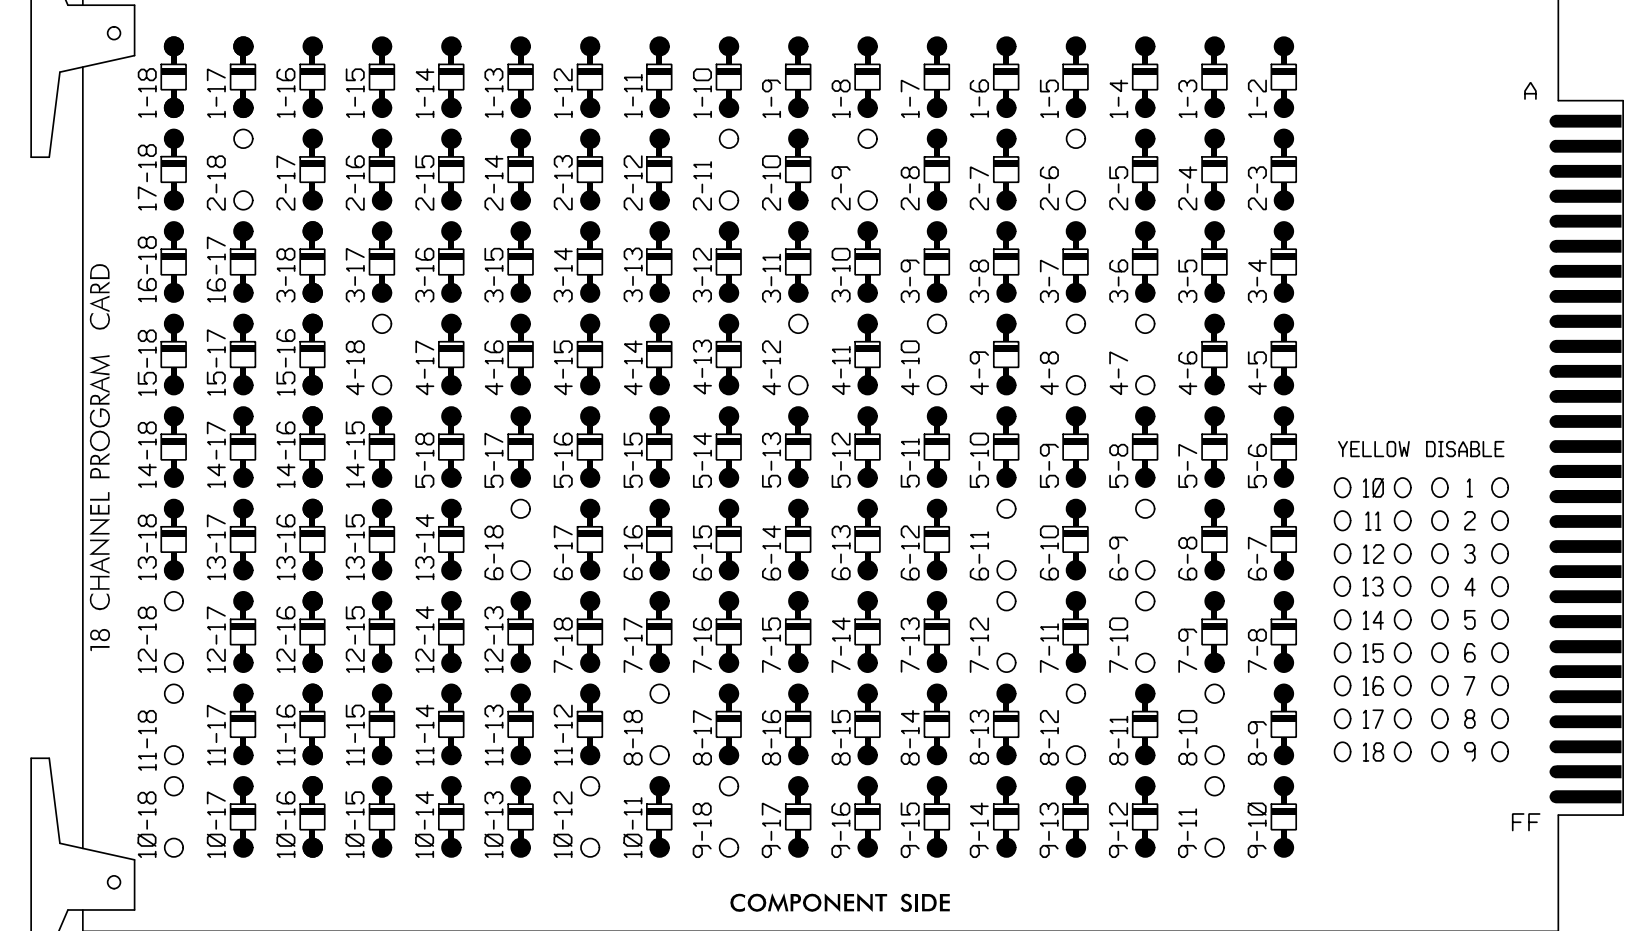 1-18 1-17 1-16 1-15 1-14 1-13 1-12 1-11 1-10 1-9 1-8 1-7 1-6 1-5 1-4 1-3 1-2
17-18 2-18 2-17 2-16 2-15 2-14 2-13 2-12 2-11 2-10 2-9 2-8 2-7 2-6 2-5 2-4 2-3
16-18 16-17 3-18 3-17 3-16 3-15 3-14 3-13 3-12 3-11 3-10 3-9 3-8 3-7 3-6 3-5 3-4
15-18 15-17 15-16 4-18 4-17 4-16 4-15 4-14 4-13 4-12 4-11 4-10 4-9 4-8 4-7 4-6 4-5
14-18 14-17 14-16 14-15 5-18 5-17 5-16 5-15 5-14 5-13 5-12 5-11 5-10 5-9 5-8 5-7 5-6
13-18 13-17 13-16 13-15 13-14 6-18 6-17 6-16 6-15 6-14 6-13 6-12 6-11 6-10 6-9 6-8 6-7
12-18 12-17 12-16 12-15 12-14 12-13 7-18 7-17 7-16 7-15 7-14 7-13 7-12 7-11 7-10 7-9 7-8
11-18 11-17 11-16 11-15 11-14 11-13 11-12 8-18 8-17 8-16 8-15 8-14 8-13 8-12 8-11 8-10 8-9
10-18 10-17 10-16 10-15 10-14 10-13 10-12 10-11 9-18 9-17 9-16 9-15 9-14 9-13 9-12 9-11 9-10
18 CHANNEL PROGRAM CARD
A
YELLOW DISABLE
10 1
11 2
12 3
13 4
14 5
15 6
16 7
17 8
18 9
FF
COMPONENT SIDE